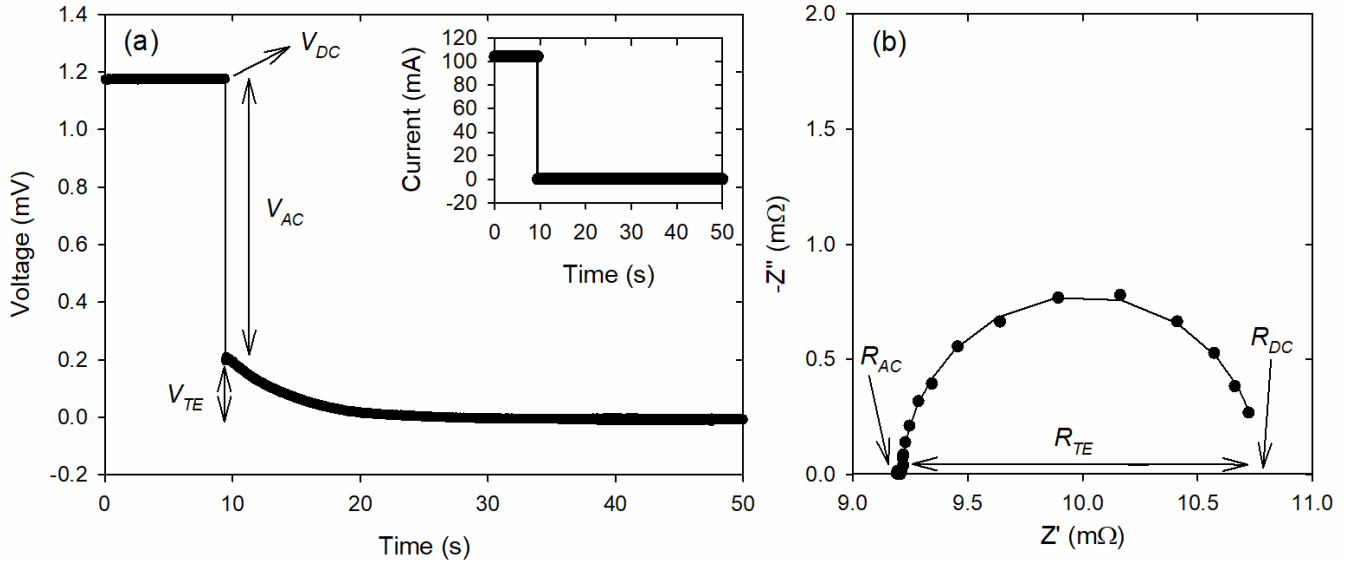 (a)
V_DC
V_AC
V_TE
1.4
1.2
1.0
0.8
0.6
0.4
0.2
0.0
-0.2
Voltage (mV)
0 10 20 30 40 50
Time (s)
120
100
80
60
40
20
0
-20
Current (mA)
0 10 20 30 40 50
Time (s)
(b)
2.0
1.5
1.0
0.5
0.0
-Z'' (mΩ)
R_AC
R_TE
R_DC
9.0 9.5 10.0 10.5 11.0
Z' (mΩ)